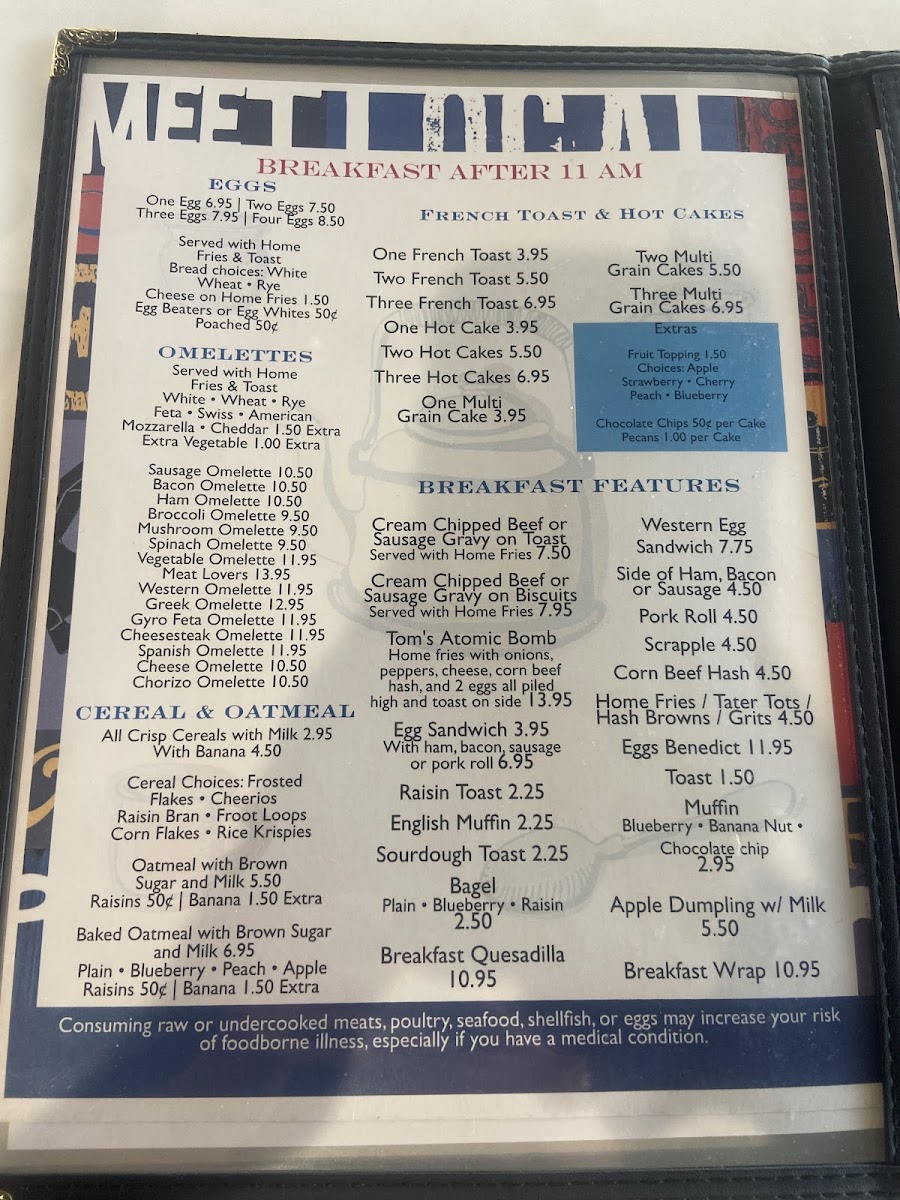 MEET LOCAL
BREAKFAST AFTER 11 AM
EGGS
One Egg 6.95 | Two Eggs 7.50
Three Eggs 7.95 | Four Eggs 8.50
Served with Home
Fries & Toast
Bread choices: White
Wheat • Rye
Cheese on Home Fries 1.50
Egg Beaters or Egg Whites 50¢
Poached 50¢
OMELETTES
Served with Home
Fries & Toast
White • Wheat • Rye
Feta • Swiss • American
Mozzarella • Cheddar 1.50 Extra
Extra Vegetable 1.00 Extra
Sausage Omelette 10.50
Bacon Omelette 10.50
Ham Omelette 10.50
Broccoli Omelette 9.50
Mushroom Omelette 9.50
Spinach Omelette 9.50
Vegetable Omelette 11.95
Meat Lovers 13.95
Western Omelette 11.95
Greek Omelette 12.95
Gyro Feta Omelette 11.95
Cheesesteak Omelette 11.95
Spanish Omelette 11.95
Cheese Omelette 10.50
Chorizo Omelette 10.50
CEREAL & OATMEAL
All Crisp Cereals with Milk 2.95
With Banana 4.50
Cereal Choices: Frosted
Flakes • Cheerios
Raisin Bran • Froot Loops
Corn Flakes • Rice Krispies
Oatmeal with Brown
Sugar and Milk 5.50
Raisins 50¢ | Banana 1.50 Extra
Baked Oatmeal with Brown Sugar
and Milk 6.95
Plain • Blueberry • Peach • Apple
Raisins 50¢ | Banana 1.50 Extra
FRENCH TOAST & HOT CAKES
One French Toast 3.95
Two French Toast 5.50
Three French Toast 6.95
One Hot Cake 3.95
Two Hot Cakes 5.50
Three Hot Cakes 6.95
One Multi
Grain Cake 3.95
Two Multi
Grain Cakes 5.50
Three Multi
Grain Cakes 6.95
Extras
Fruit Topping 1.50
Choices: Apple
Strawberry • Cherry
Peach • Blueberry
Chocolate Chips 50¢ per Cake
Pecans 1.00 per Cake
BREAKFAST FEATURES
Cream Chipped Beef or
Sausage Gravy on Toast
Served with Home Fries 7.50
Cream Chipped Beef or
Sausage Gravy on Biscuits
Served with Home Fries 7.95
Tom's Atomic Bomb
Home fries with onions,
peppers, cheese, corn beef
hash, and 2 eggs all piled
high and toast on side 13.95
Egg Sandwich 3.95
With ham, bacon, sausage
or pork roll 6.95
Raisin Toast 2.25
English Muffin 2.25
Sourdough Toast 2.25
Bagel
Plain • Blueberry • Raisin
2.50
Breakfast Quesadilla
10.95
Western Egg
Sandwich 7.75
Side of Ham, Bacon
or Sausage 4.50
Pork Roll 4.50
Scrapple 4.50
Corn Beef Hash 4.50
Home Fries / Tater Tots /
Hash Browns / Grits 4.50
Eggs Benedict 11.95
Toast 1.50
Muffin
Blueberry • Banana Nut •
Chocolate chip
2.95
Apple Dumpling w/ Milk
5.50
Breakfast Wrap 10.95
Consuming raw or undercooked meats, poultry, seafood, shellfish, or eggs may increase your risk
of foodborne illness, especially if you have a medical condition.